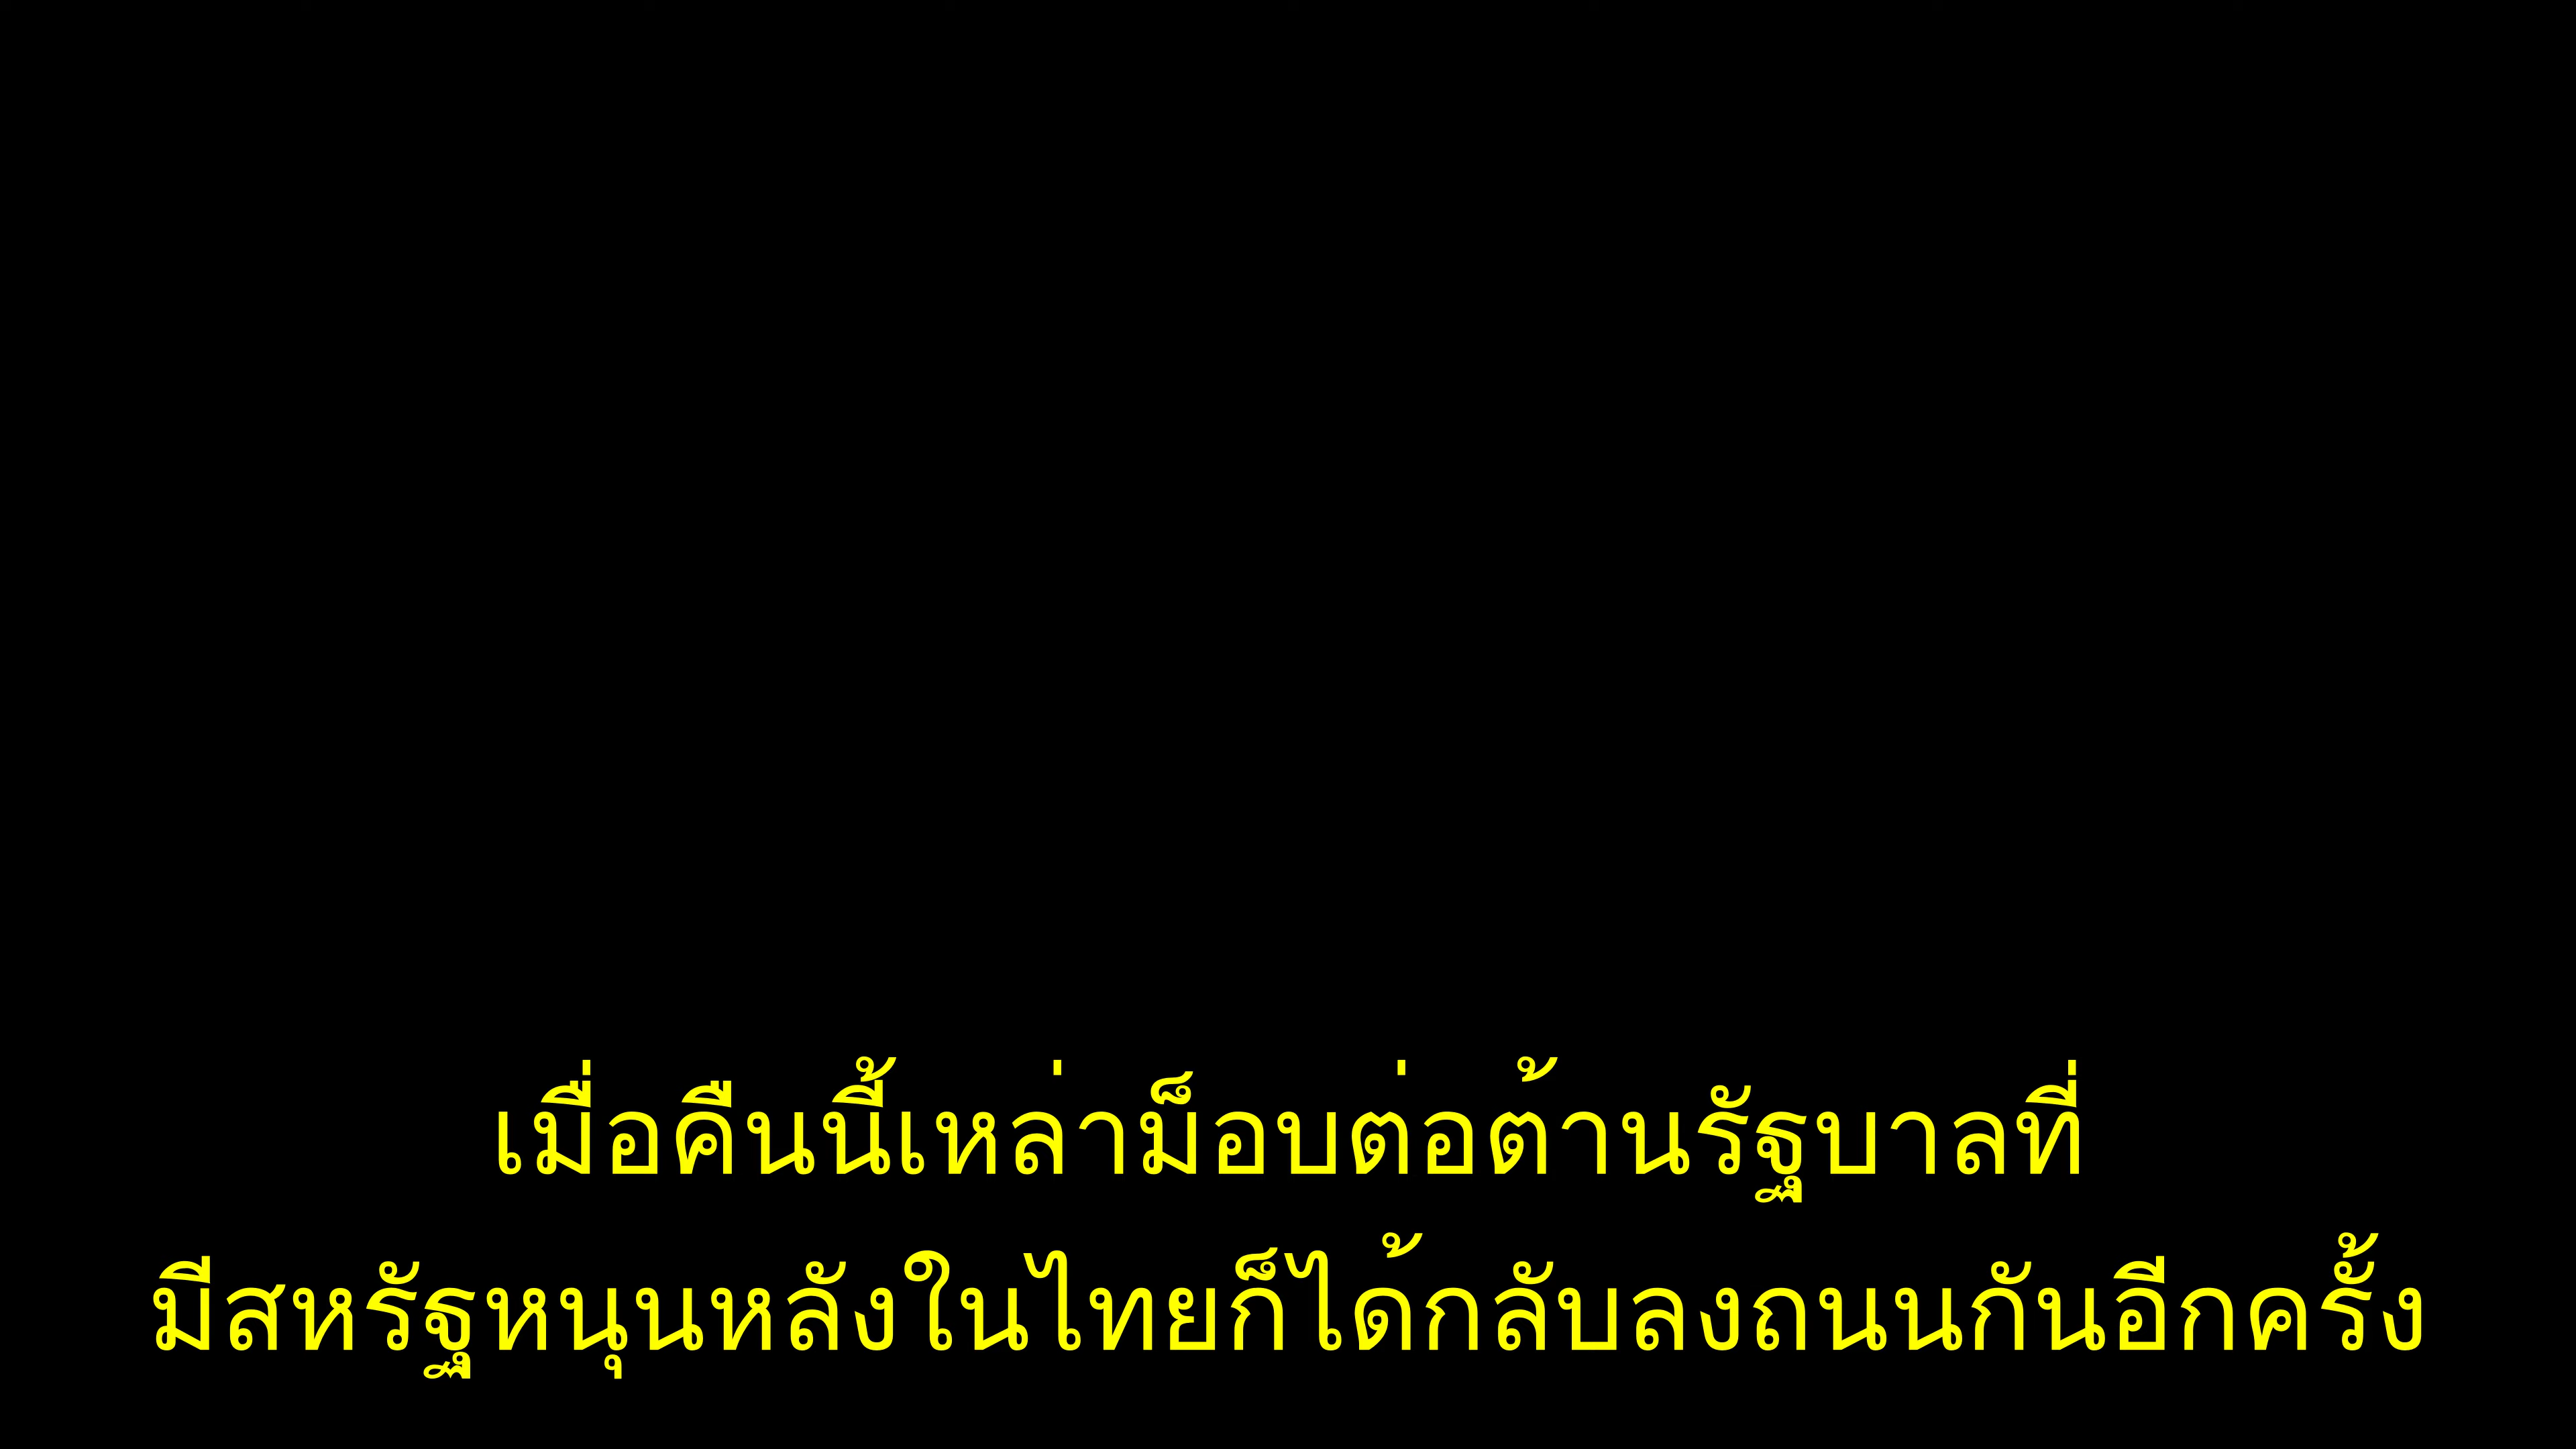 เมื่อคืนนี้เหล่าม็อบต่อต้านรัฐบาลที่
มีสหรัฐหนุนหลังในไทยก็ได้กลับลงถนนกันอีกครั้ง